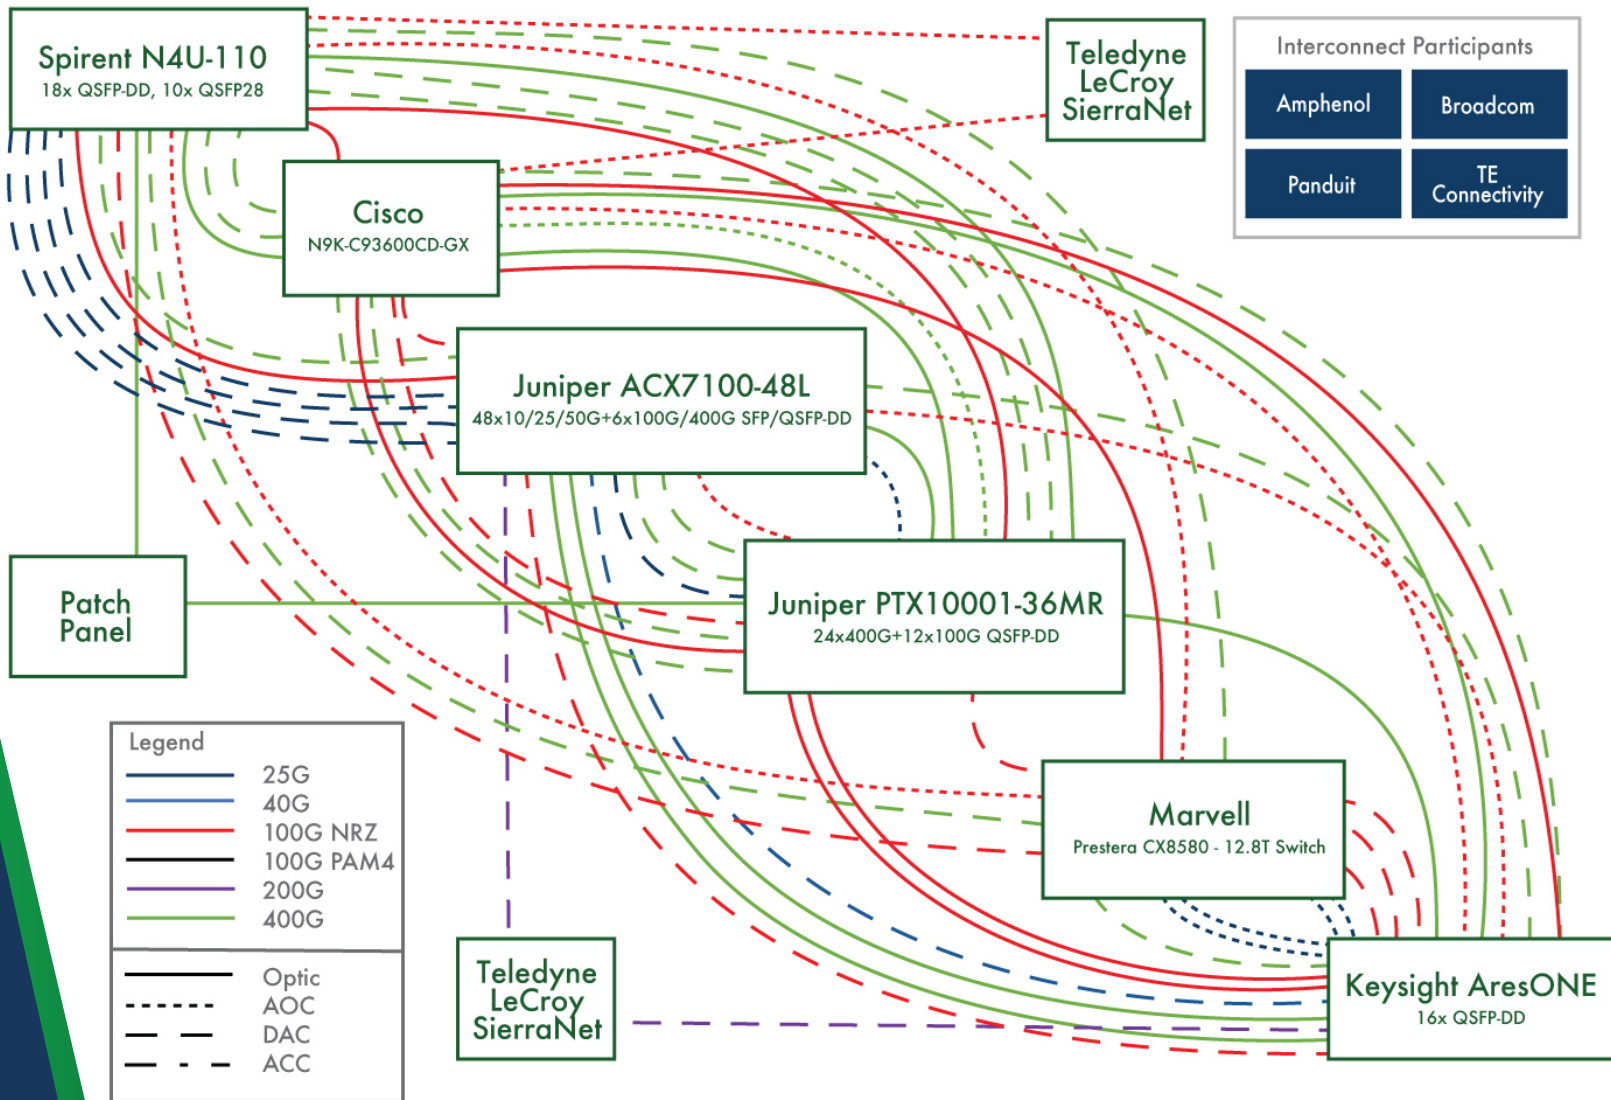 Spirent N4U-110
18x QSFP-DD, 10x QSFP28
Teledyne
LeCroy
SierraNet
Interconnect Participants
Amphenol
Broadcom
Panduit
TE
Connectivity
Cisco
N9K-C93600CD-GX
Juniper ACX7100-48L
48x10/25/50G+6x100G/400G SFP/QSFP-DD
Patch
Panel
Juniper PTX10001-36MR
24x400G+12x100G QSFP-DD
Legend
25G
40G
100G NRZ
100G PAM4
200G
400G
Optic
AOC
DAC
ACC
Marvell
Prestera CX8580 - 12.8T Switch
Teledyne
LeCroy
SierraNet
Keysight AresONE
16x QSFP-DD